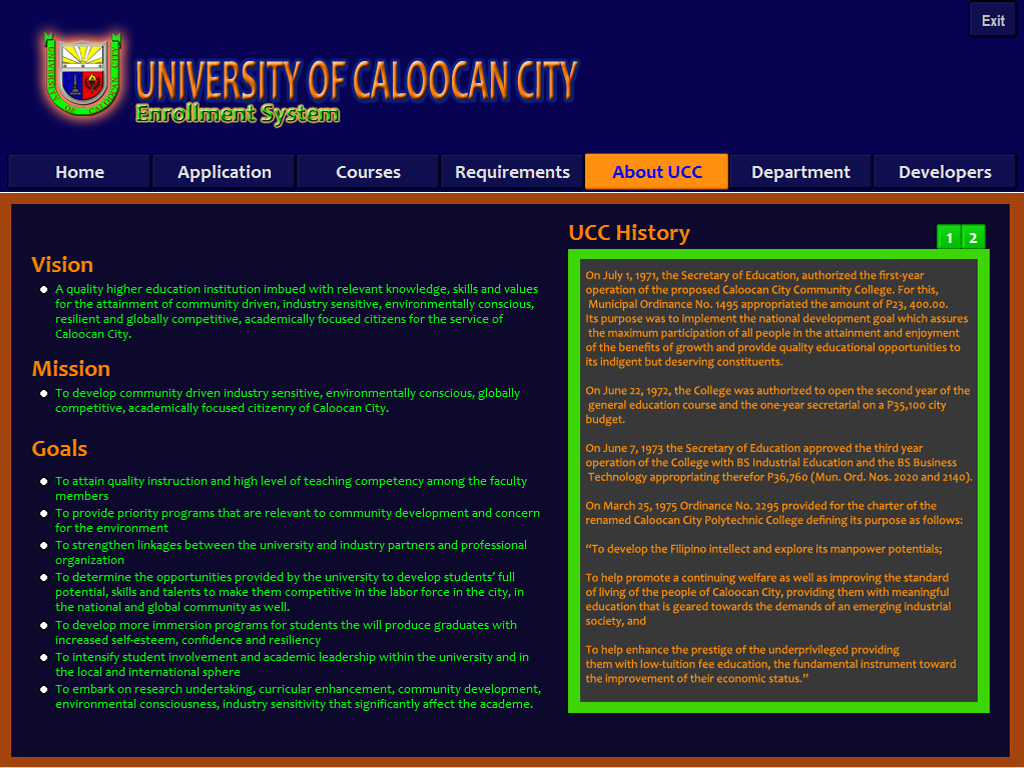 Exit
UNIVERSITY OF CALOOCAN CITY
Enrollment System
Home
Application
Courses
Requirements
About UCC
Department
Developers
Vision
A quality higher education institution imbued with relevant knowledge, skills and values
for the attainment of community driven, industry sensitive, environmentally conscious,
resilient and globally competitive, academically focused citizens for the service of
Caloocan City.
Mission
To develop community driven industry sensitive, environmentally conscious, globally
competitive, academically focused citizenry of Caloocan City.
Goals
To attain quality instruction and high level of teaching competency among the faculty
members
To provide priority programs that are relevant to community development and concern
for the environment
To strengthen linkages between the university and industry partners and professional
organization
To determine the opportunities provided by the university to develop students' full
potential, skills and talents to make them competitive in the labor force in the city, in
the national and global community as well.
To develop more immersion programs for students the will produce graduates with
increased self-esteem, confidence and resiliency
To intensify student involvement and academic leadership within the university and in
the local and international sphere
To embark on research undertaking, curricular enhancement, community development,
environmental consciousness, industry sensitivity that significantly affect the academe.
UCC History
1 2
On July 1, 1971, the Secretary of Education, authorized the first-year
operation of the proposed Caloocan City Community College. For this,
Municipal Ordinance No. 1495 appropriated the amount of P23, 400.00.
Its purpose was to implement the national development goal which assures
the maximum participation of all people in the attainment and enjoyment
of the benefits of growth and provide quality educational opportunities to
its indigent but deserving constituents.
On June 22, 1972, the College was authorized to open the second year of the
general education course and the one-year secretarial on a P35,100 city
budget.
On June 7, 1973 the Secretary of Education approved the third year
operation of the College with BS Industrial Education and the BS Business
Technology appropriating therefor P36,760 (Mun. Ord. Nos. 2020 and 2140).
On March 25, 1975 Ordinance No. 2295 provided for the charter of the
renamed Caloocan City Polytechnic College defining its purpose as follows:
“To develop the Filipino intellect and explore its manpower potentials;
To help promote a continuing welfare as well as improving the standard
of living of the people of Caloocan City, providing them with meaningful
education that is geared towards the demands of an emerging industrial
society, and
To help enhance the prestige of the underprivileged providing
them with low-tuition fee education, the fundamental instrument toward
the improvement of their economic status.”